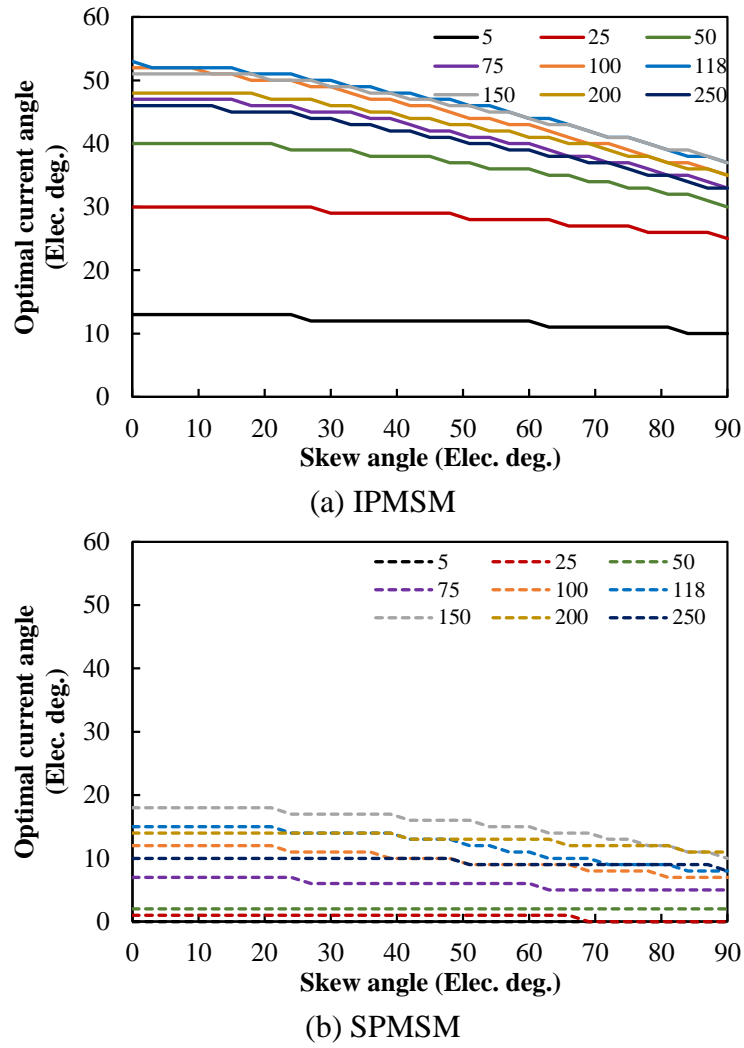 60
5 25 50
50
75 100 118
150 200 250
40
30
20
10
0
0 10 20 30 40 50 60 70 80 90
Optimal current angle
(Elec. deg.)
Skew angle (Elec. deg.)
(a) IPMSM
60
5 25 50
50
75 100 118
150 200 250
40
30
20
10
0
0 10 20 30 40 50 60 70 80 90
Optimal current angle
(Elec. deg.)
Skew angle (Elec. deg.)
(b) SPMSM